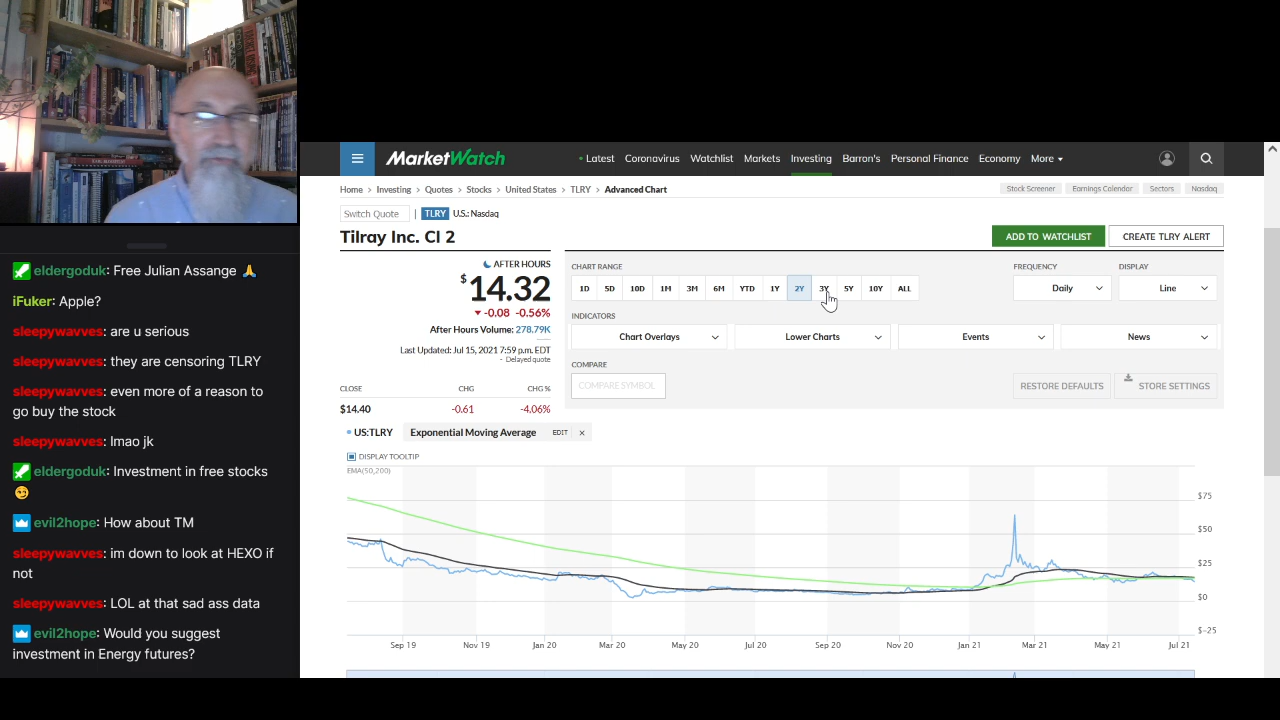 MarketWatch
Latest Coronavirus Watchlist Markets Investing Barron's Personal Finance Economy More
Home > Investing > Quotes > Stocks > United States > TLRY > Advanced Chart
Stock Screener Earnings Calendar Sectors Nasdaq
Switch Quote | TLRY U.S.: Nasdaq
Tilray Inc. Cl 2
ADD TO WATCHLIST CREATE TLRY ALERT
AFTER HOURS
$14.32
-0.08 -0.56%
After Hours Volume: 278.79K
Last Updated: Jul 15, 2021 7:59 p.m. EDT
Delayed quote
CLOSE CHG CHG %
$14.40 -0.61 -4.06%
CHART RANGE FREQUENCY DISPLAY
1D 5D 10D 1M 3M 6M YTD 1Y 2Y 3Y 5Y 10Y ALL Daily Line
INDICATORS
Chart Overlays Lower Charts Events News
COMPARE
COMPARE SYMBOL RESTORE DEFAULTS STORE SETTINGS
US:TLRY Exponential Moving Average EDIT ×
DISPLAY TOOLTIP
EMA(50,200)
$75
$50
$25
$0
$-25
Sep 19 Nov 19 Jan 20 Mar 20 May 20 Jul 20 Sep 20 Nov 20 Jan 21 Mar 21 May 21 Jul 21
eldergoduk: Free Julian Assange 🙏
iFuker: Apple?
sleepywavves: are u serious
sleepywavves: they are censoring TLRY
sleepywavves: even more of a reason to
go buy the stock
sleepywavves: lmao jk
eldergoduk: Investment in free stocks
😏
evil2hope: How about TM
sleepywavves: im down to look at HEXO if
not
sleepywavves: LOL at that sad ass data
evil2hope: Would you suggest
investment in Energy futures?